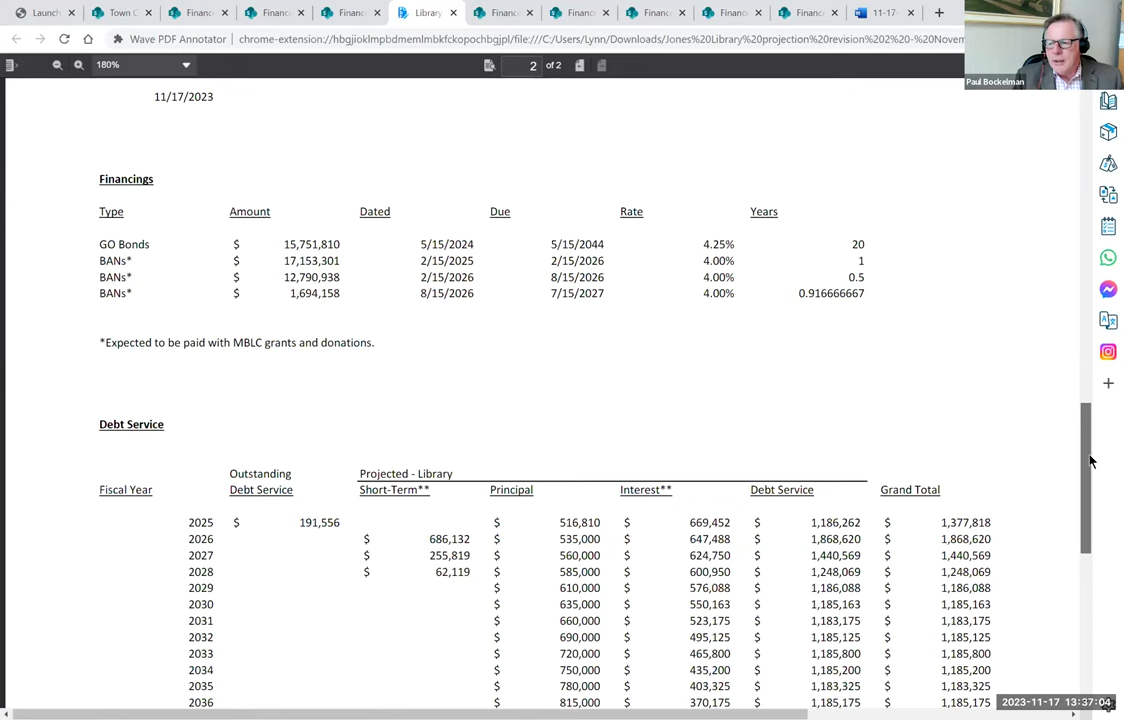 Launch Town C Financ Financ Financ Library Financ Financ Financ Financ Financ 11-17-
Wave PDF Annotator | chrome-extension://hbgjioklmpbdmemlmbkfckopochbgjpl/file:///C:/Users/Lynn/Downloads/Jones%20Library%20projection%20revision%202%20-%20Novem
180% 2 of 2
Paul Bockelman
11/17/2023
Financings
Type Amount Dated Due Rate Years
GO Bonds $ 15,751,810 5/15/2024 5/15/2044 4.25% 20
BANs* $ 17,153,301 2/15/2025 2/15/2026 4.00% 1
BANs* $ 12,790,938 2/15/2026 8/15/2026 4.00% 0.5
BANs* $ 1,694,158 8/15/2026 7/15/2027 4.00% 0.916666667
*Expected to be paid with MBLC grants and donations.
Debt Service
Outstanding Projected - Library
Fiscal Year Debt Service Short-Term** Principal Interest** Debt Service Grand Total
2025 $ 191,556 $ 516,810 $ 669,452 $ 1,186,262 $ 1,377,818
2026 $ 686,132 $ 535,000 $ 647,488 $ 1,868,620 $ 1,868,620
2027 $ 255,819 $ 560,000 $ 624,750 $ 1,440,569 $ 1,440,569
2028 $ 62,119 $ 585,000 $ 600,950 $ 1,248,069 $ 1,248,069
2029 $ 610,000 $ 576,088 $ 1,186,088 $ 1,186,088
2030 $ 635,000 $ 550,163 $ 1,185,163 $ 1,185,163
2031 $ 660,000 $ 523,175 $ 1,183,175 $ 1,183,175
2032 $ 690,000 $ 495,125 $ 1,185,125 $ 1,185,125
2033 $ 720,000 $ 465,800 $ 1,185,800 $ 1,185,800
2034 $ 750,000 $ 435,200 $ 1,185,200 $ 1,185,200
2035 $ 780,000 $ 403,325 $ 1,183,325 $ 1,183,325
2036 $ 815,000 $ 370,175 $ 1,185,175 $ 1,185,175
2023-11-17 13:37:04